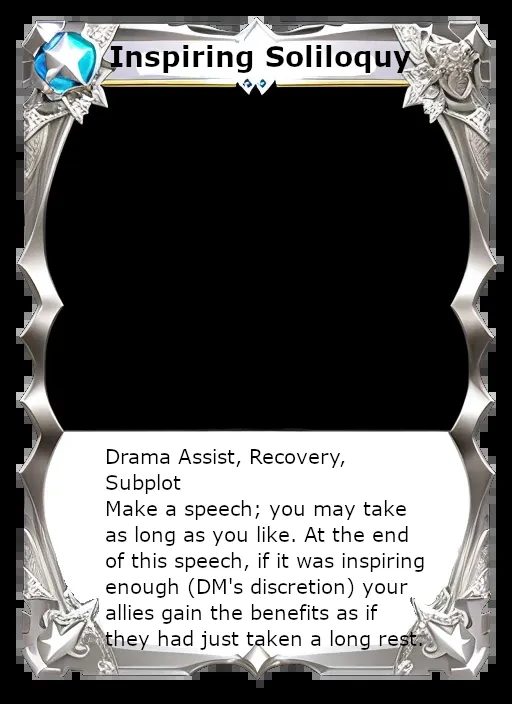 Inspiring Soliloquy
Drama Assist, Recovery,
Subplot
Make a speech; you may take
as long as you like. At the end
of this speech, if it was inspiring
enough (DM's discretion) your
allies gain the benefits as if
they had just taken a long rest.